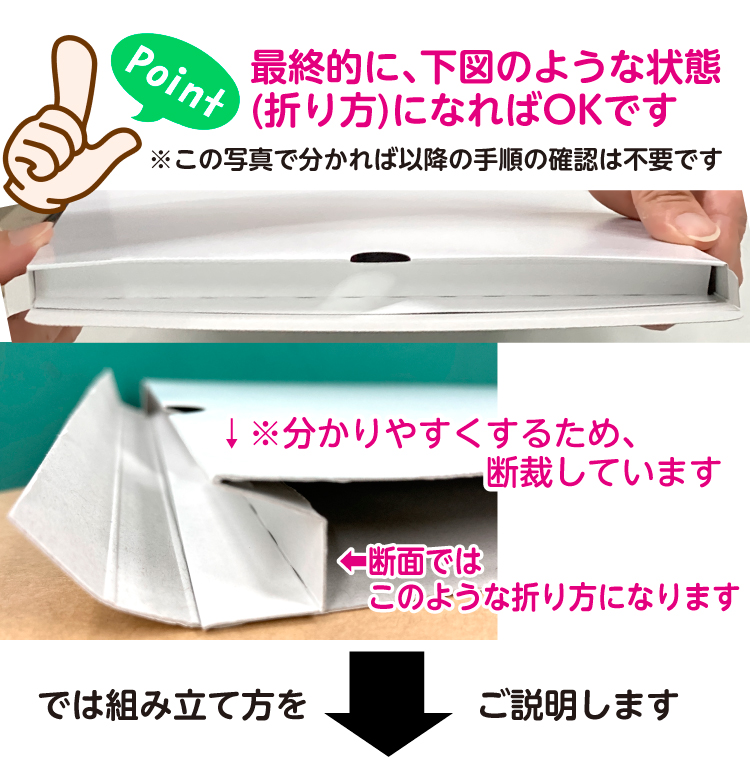 Point
最終的に、下図のような状態
(折り方)になればOKです
※この写真で分かれば以降の手順の確認は不要です
↓※分かりやすくするため、
断裁しています
⬅断面では
このような折り方になります
では組み立て方を
ご説明します